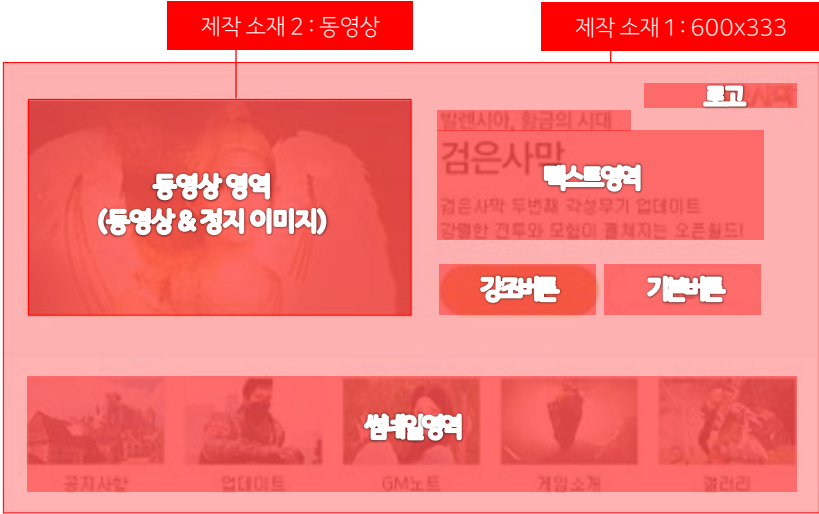 제작 소재 2 : 동영상
제작 소재 1 : 600x333
로고
발렌시아, 황금의 시대
검은사막
텍스트영역
검은사막 두번째 각성무기 업데이트
강렬한 전투와 모험이 펼쳐지는 오픈월드!
동영상 영역
(동영상 & 정지 이미지)
강조버튼
기본버튼
썸네일영역
공지사항
업데이트
GM노트
게임소개
갤러리